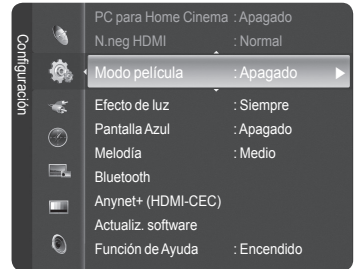 Configuración
PC para Home Cinema : Apagado
N.neg HDMI : Normal
Modo película : Apagado
Efecto de luz : Siempre
Pantalla Azul : Apagado
Melodía : Medio
Bluetooth
Anynet+ (HDMI-CEC)
Actualiz. software
Función de Ayuda : Encendido